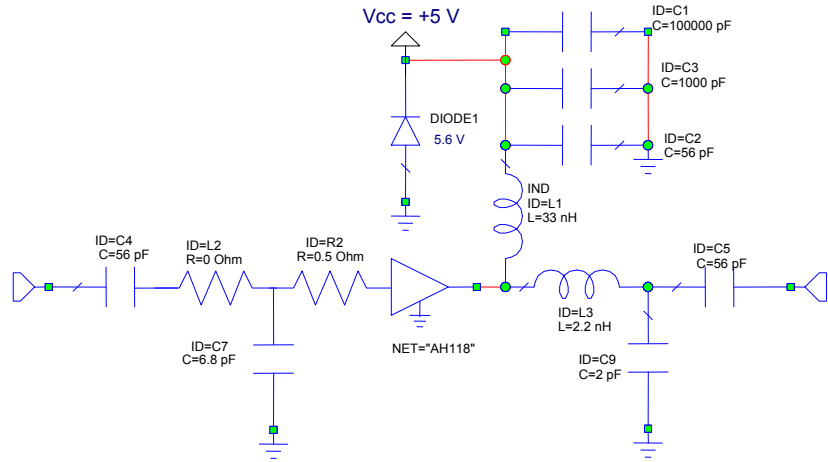 Vcc = +5 V
ID=C1
C=100000 pF
ID=C3
C=1000 pF
DIODE1
5.6 V
ID=C2
C=56 pF
IND
ID=L1
L=33 nH
ID=C4
C=56 pF
ID=L2
R=0 Ohm
ID=R2
R=0.5 Ohm
ID=C5
C=56 pF
ID=L3
L=2.2 nH
ID=C7
C=6.8 pF
NET="AH118"
ID=C9
C=2 pF